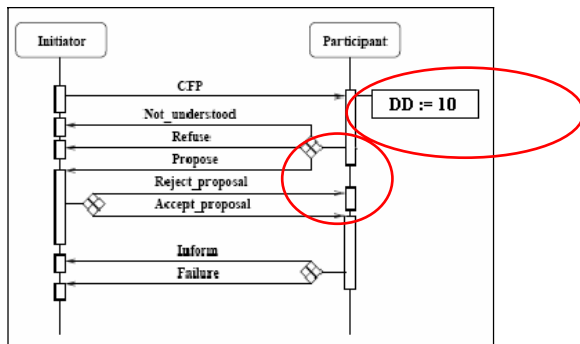 Initiator
Participant
CFP
DD := 10
Not_understood
Refuse
Propose
Reject_proposal
Accept_proposal
Inform
Failure